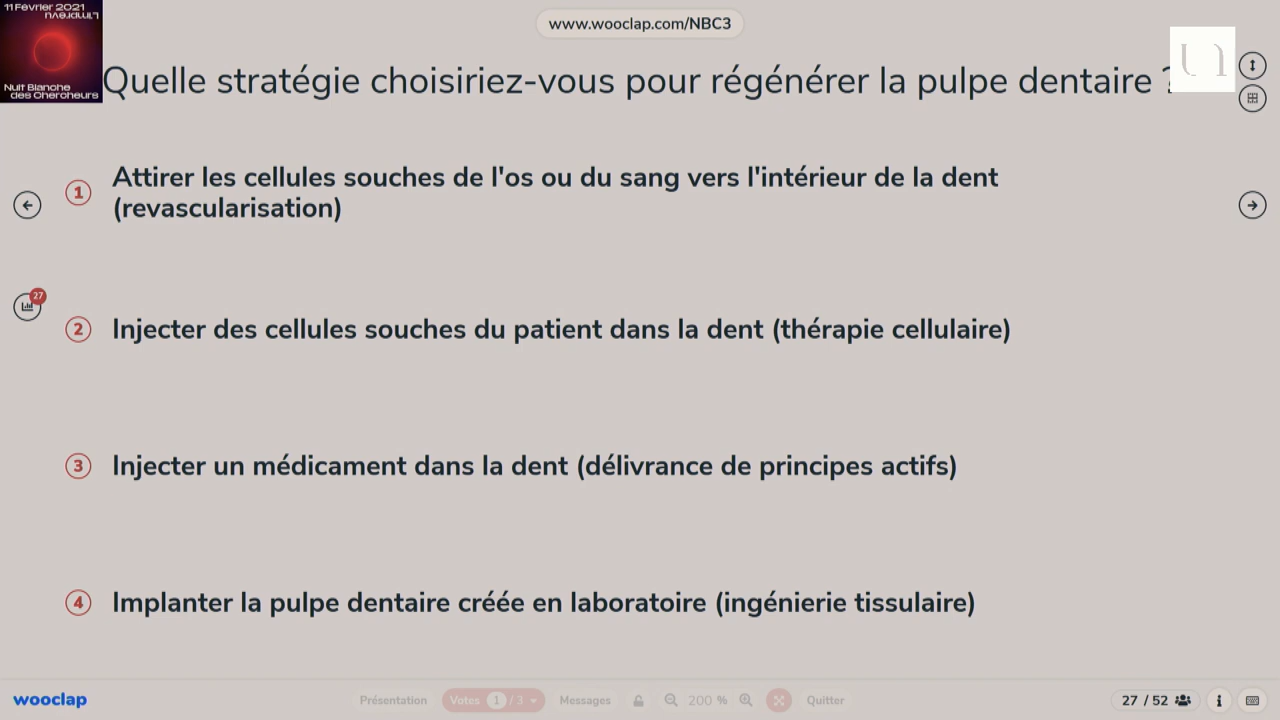 11 Février 2021
L'Imprévu
Nuit Blanche
des Chercheurs
www.wooclap.com/NBC3
Quelle stratégie choisiriez-vous pour régénérer la pulpe dentaire ?
1 Attirer les cellules souches de l'os ou du sang vers l'intérieur de la dent
(revascularisation)
27
2 Injecter des cellules souches du patient dans la dent (thérapie cellulaire)
3 Injecter un médicament dans la dent (délivrance de principes actifs)
4 Implanter la pulpe dentaire créée en laboratoire (ingénierie tissulaire)
wooclap
Présentation Votes 1 / 3 Messages 200 % Quitter
27 / 52